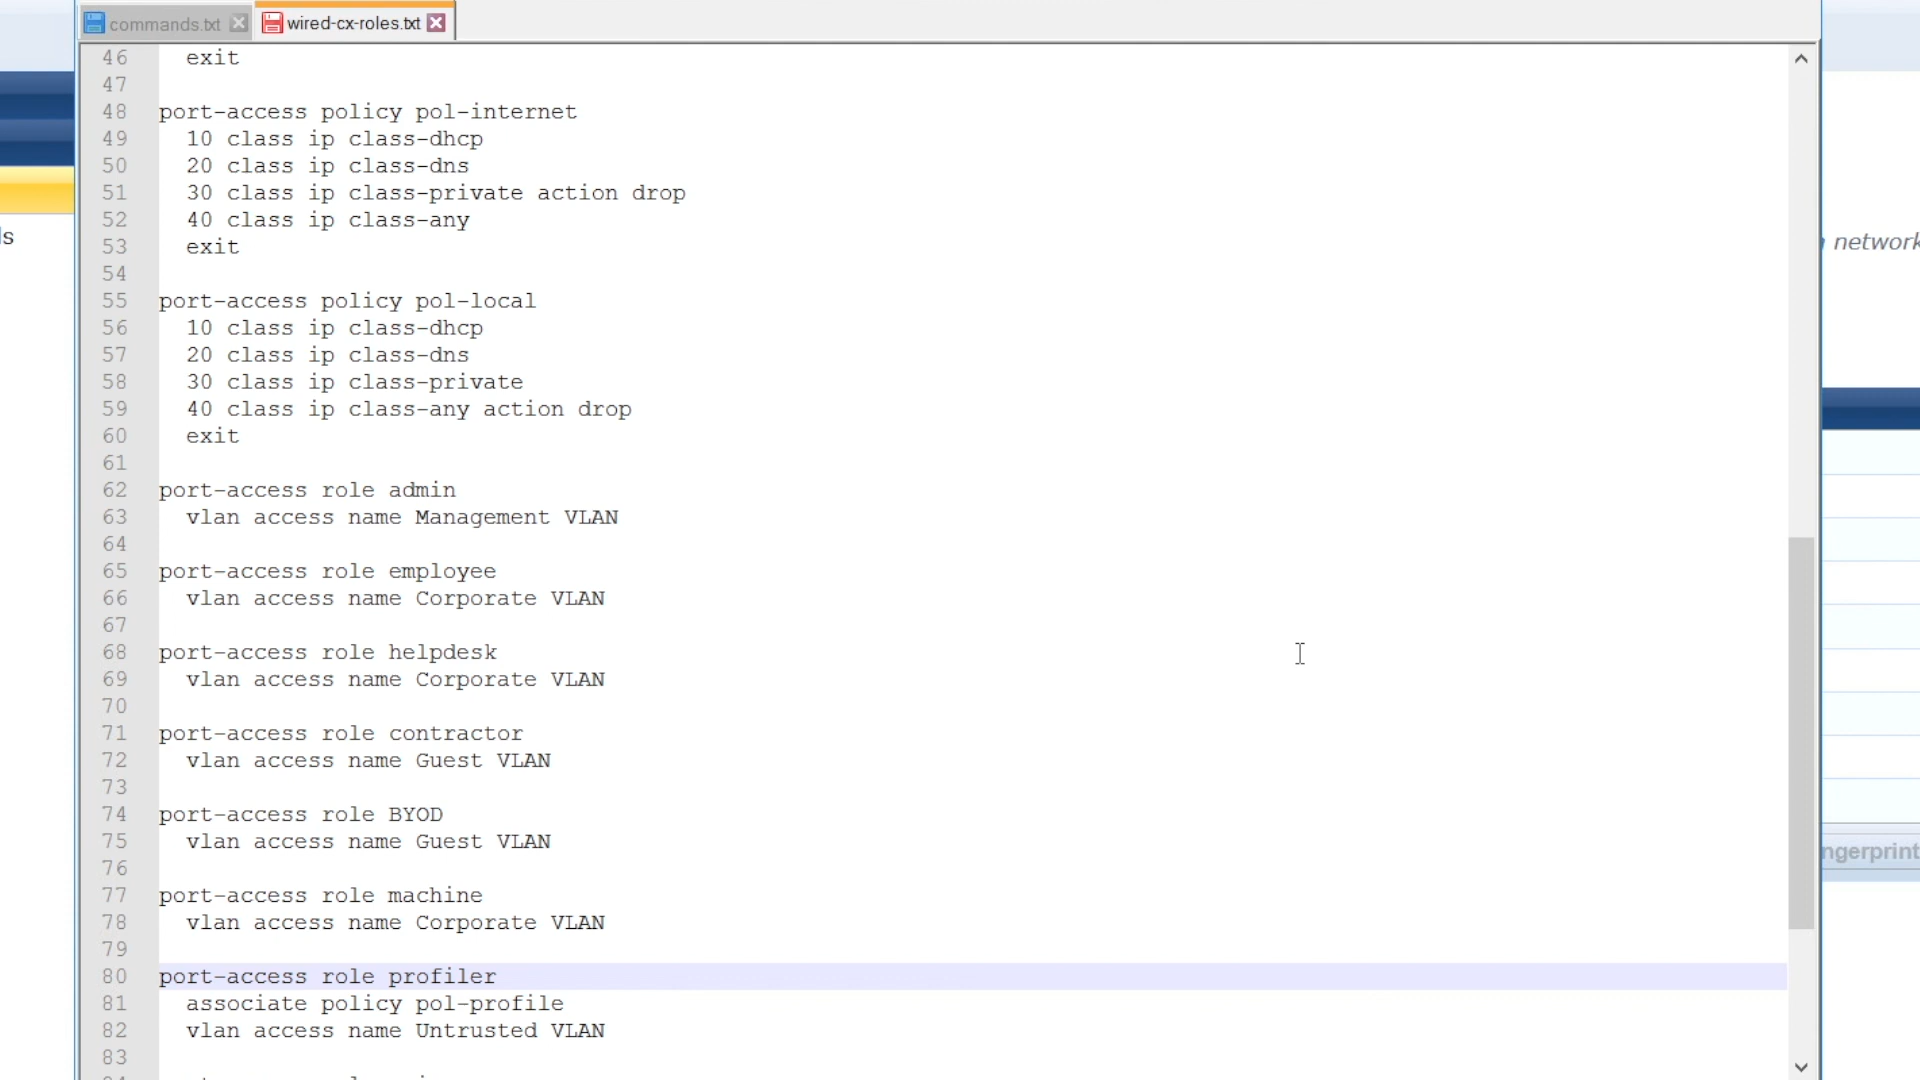 commands.txt
wired-cx-roles.txt
46 exit
47
48 port-access policy pol-internet
49 10 class ip class-dhcp
50 20 class ip class-dns
51 30 class ip class-private action drop
52 40 class ip class-any
53 exit
54
55 port-access policy pol-local
56 10 class ip class-dhcp
57 20 class ip class-dns
58 30 class ip class-private
59 40 class ip class-any action drop
60 exit
61
62 port-access role admin
63 vlan access name Management VLAN
64
65 port-access role employee
66 vlan access name Corporate VLAN
67
68 port-access role helpdesk
69 vlan access name Corporate VLAN
70
71 port-access role contractor
72 vlan access name Guest VLAN
73
74 port-access role BYOD
75 vlan access name Guest VLAN
76
77 port-access role machine
78 vlan access name Corporate VLAN
79
80 port-access role profiler
81 associate policy pol-profile
82 vlan access name Untrusted VLAN
83
ls
network
ngerprint